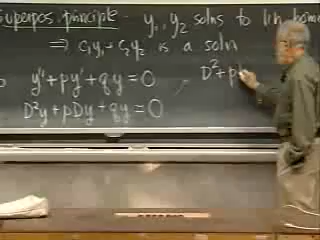 Superpos. principle - y₁, y₂ solns to lin. homo
⇒ c₁y₁ + c₂y₂ is a soln
y'' + py' + qy = 0
D² + p
D²y + pDy + qy = 0